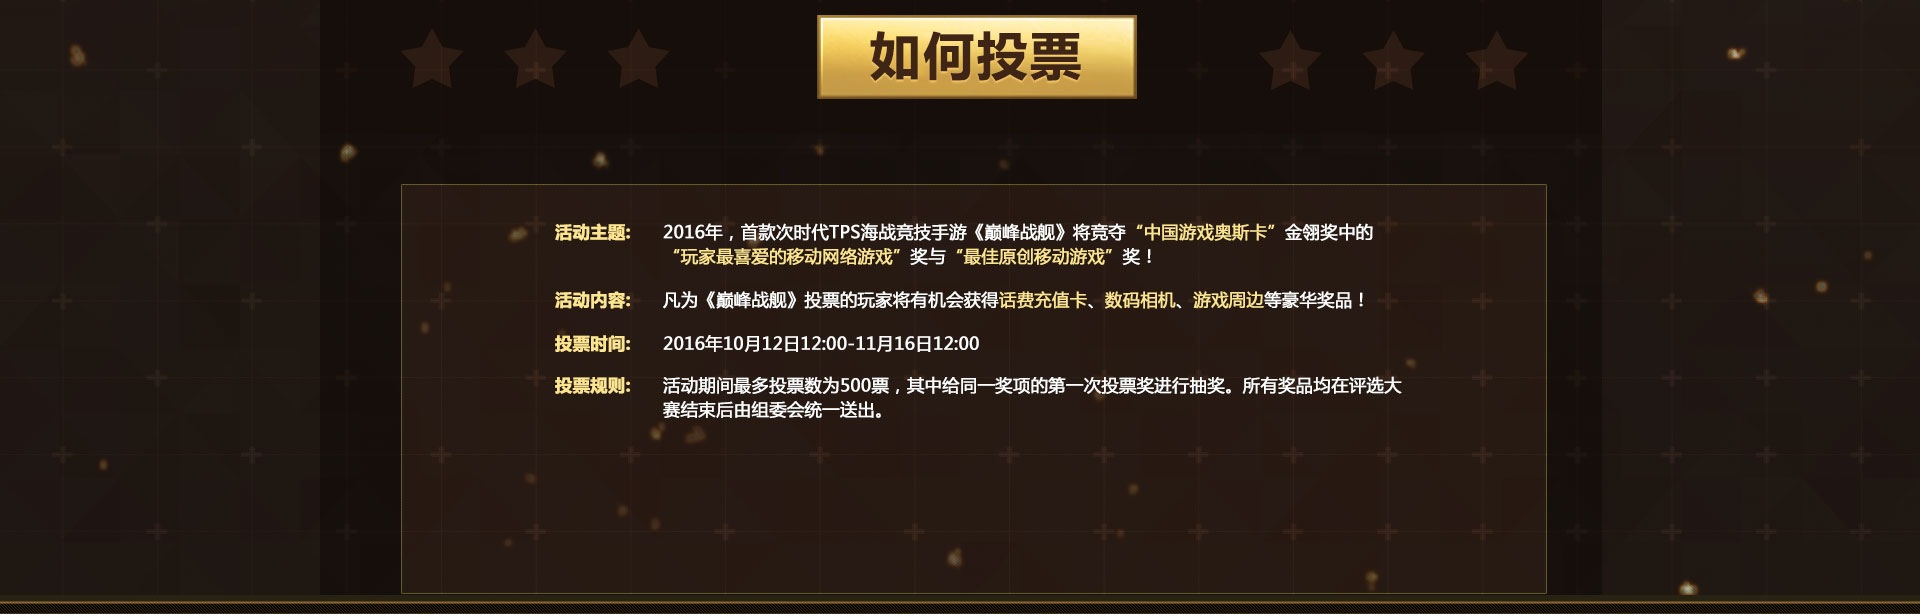 如何投票
活动主题: 2016年，首款次时代TPS海战竞技手游《巅峰战舰》将竞夺“中国游戏奥斯卡”金翎奖中的
“玩家最喜爱的移动网络游戏”奖与“最佳原创移动游戏”奖！
活动内容: 凡为《巅峰战舰》投票的玩家将有机会获得话费充值卡、数码相机、游戏周边等豪华奖品！
投票时间: 2016年10月12日12:00-11月16日12:00
投票规则: 活动期间最多投票数为500票，其中给同一奖项的第一次投票奖进行抽奖。所有奖品均在评选大
赛结束后由组委会统一送出。